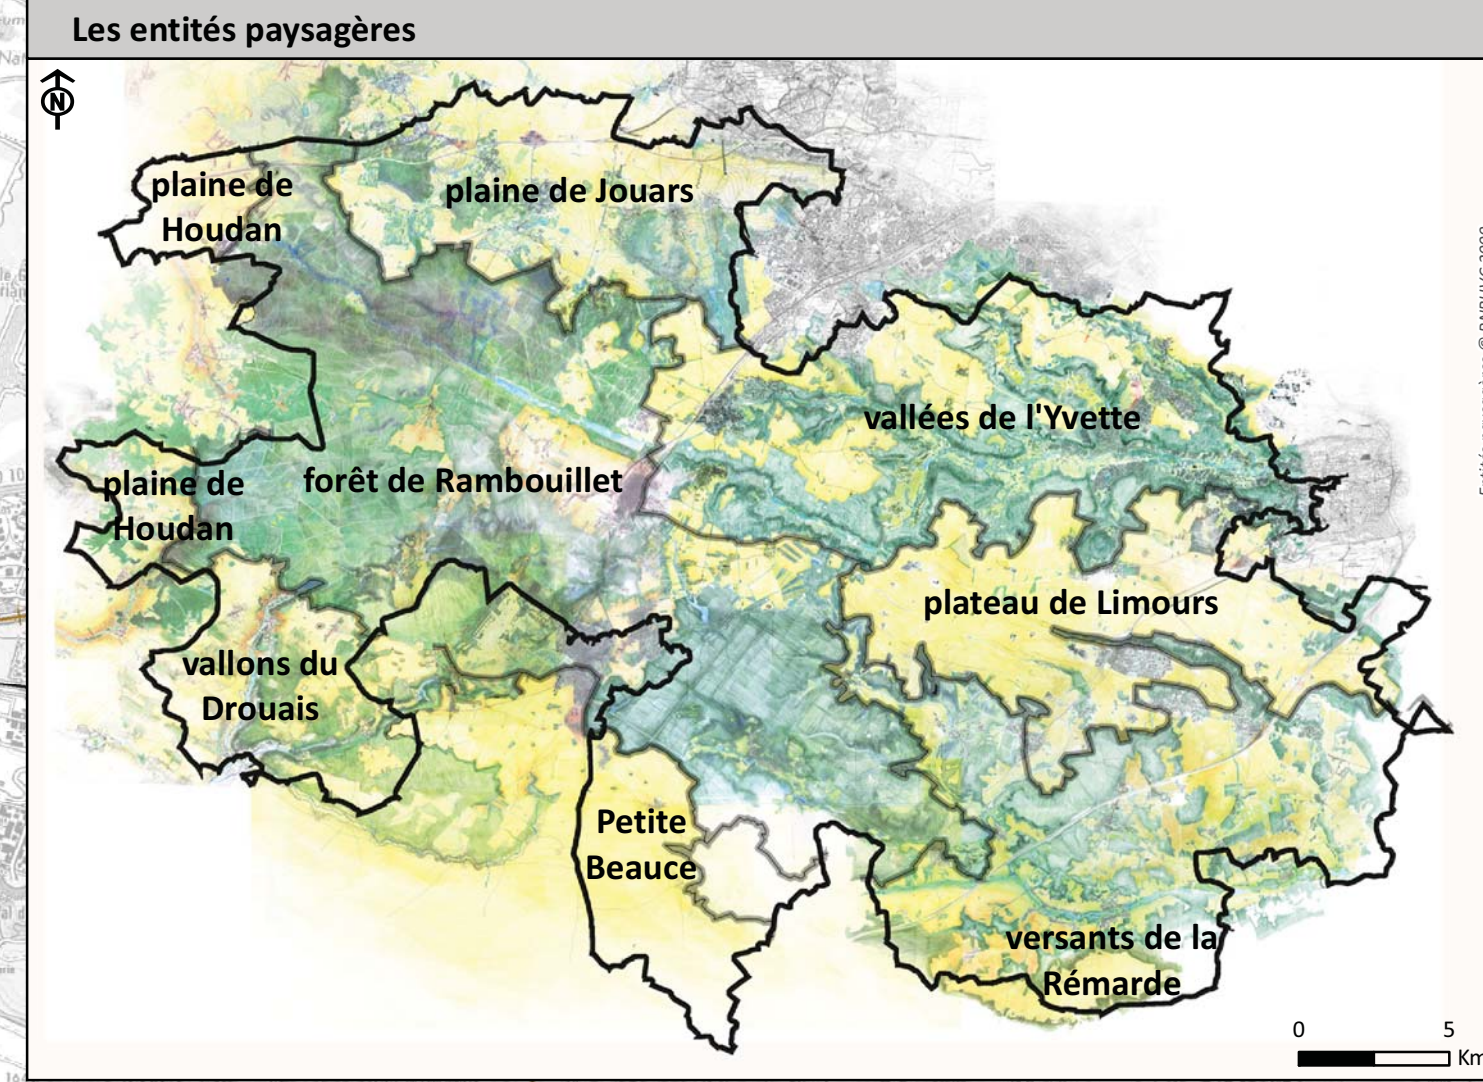 Les entités paysagères
N
plaine de
Houdan
plaine de Jouars
vallées de l'Yvette
plaine de
Houdan
forêt de Rambouillet
plateau de Limours
vallons du
Drouais
Petite
Beauce
versants de la
Rémarde
0 5
Km